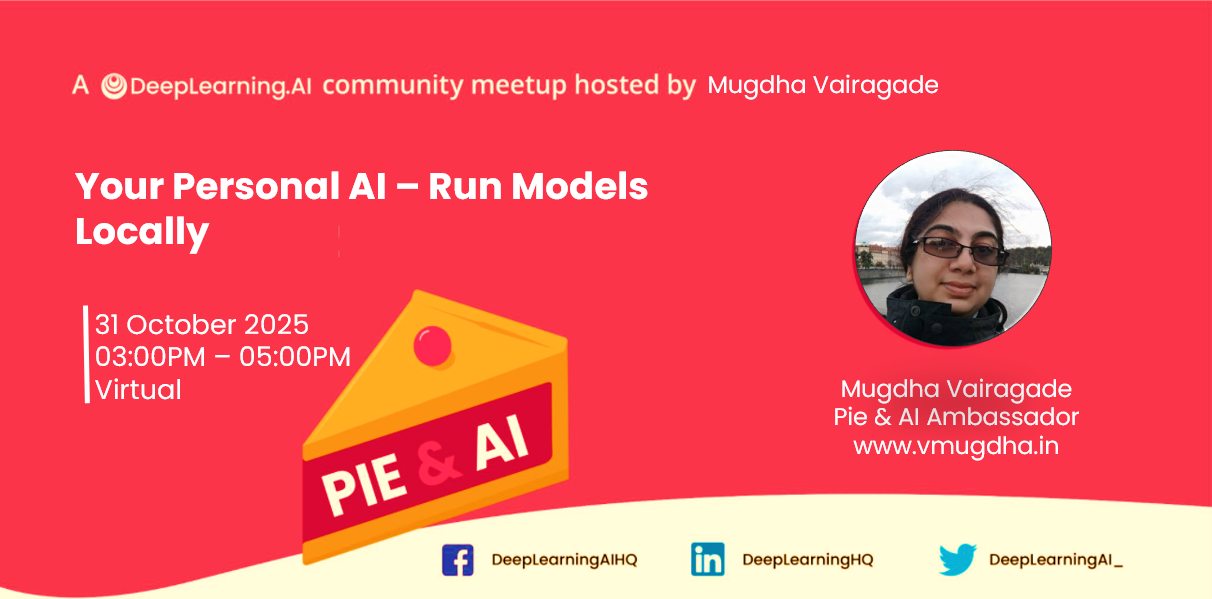 A DeepLearning.AI community meetup hosted by Mugdha Vairagade
Your Personal AI – Run Models
Locally
31 October 2025
03:00PM – 05:00PM
Virtual
PIE & AI
Mugdha Vairagade
Pie & AI Ambassador
www.vmugdha.in
DeepLearningAIHQ
DeepLearningHQ
DeepLearningAI_